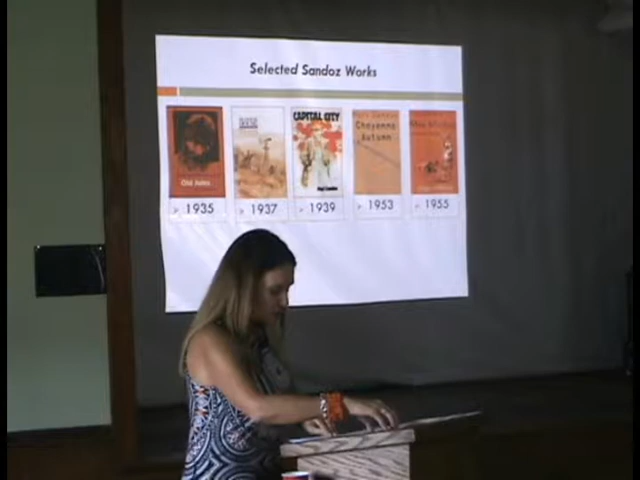 Selected Sandoz Works
CAPITAL CITY
Cheyenne
Autumn
Old Jules
1935
1937
1939
1953
1955